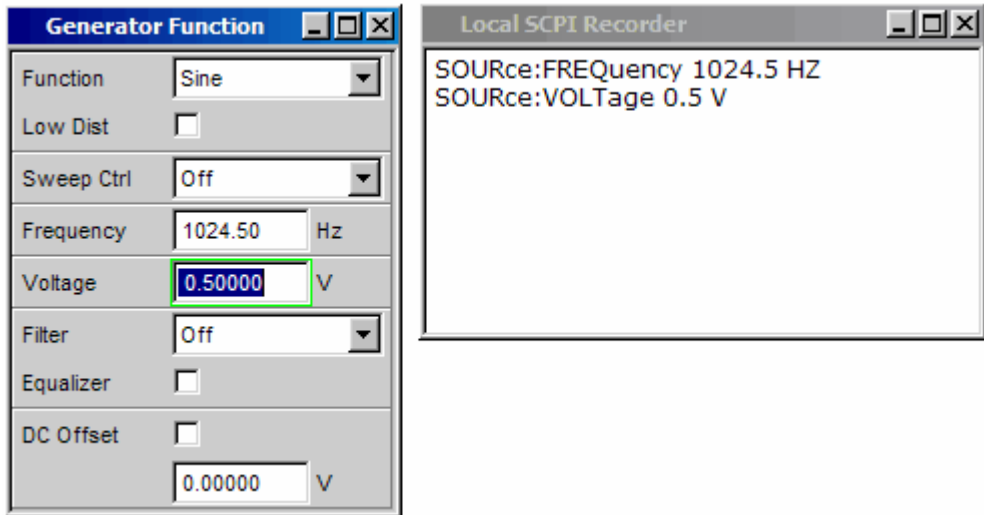 Generator Function
Function Sine
Low Dist
Sweep Ctrl Off
Frequency 1024.50 Hz
Voltage 0.50000 V
Filter Off
Equalizer
DC Offset
0.00000 V
Local SCPI Recorder
SOURce:FREQuency 1024.5 HZ
SOURce:VOLTage 0.5 V